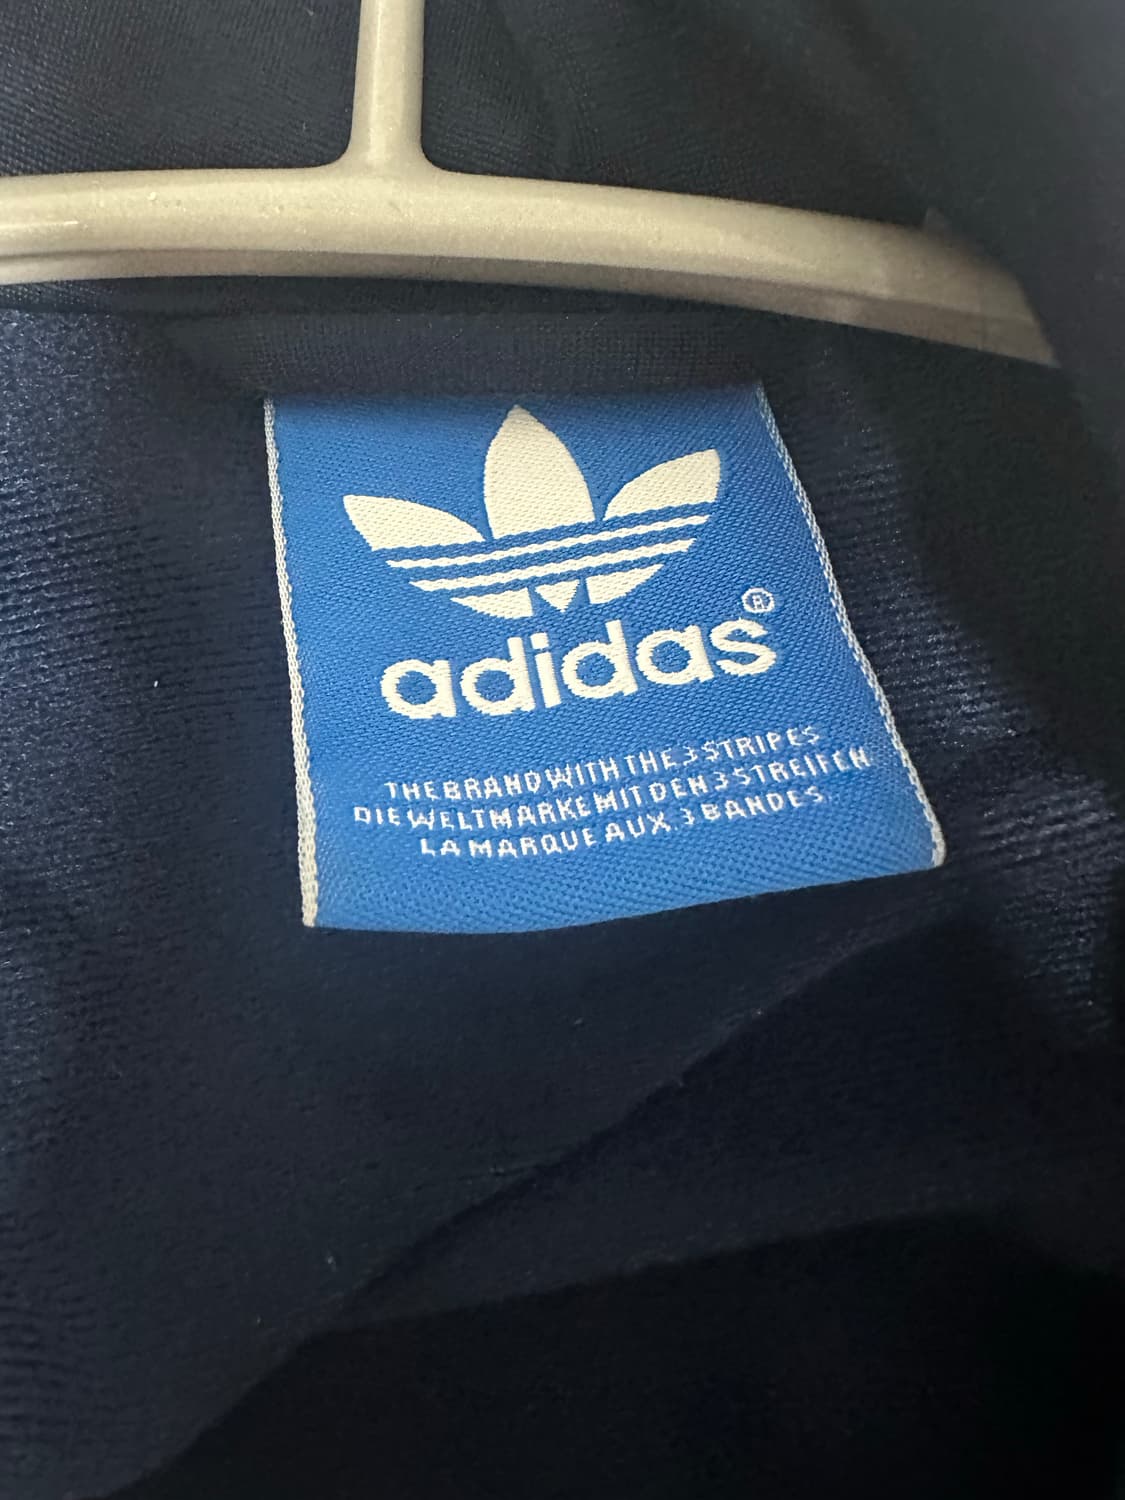 adidas®
THE BRAND WITH THE 3 STRIPES
DIE WELTMARKE MIT DEN 3 STREIFEN
LA MARQUE AUX. 3 BANDES.